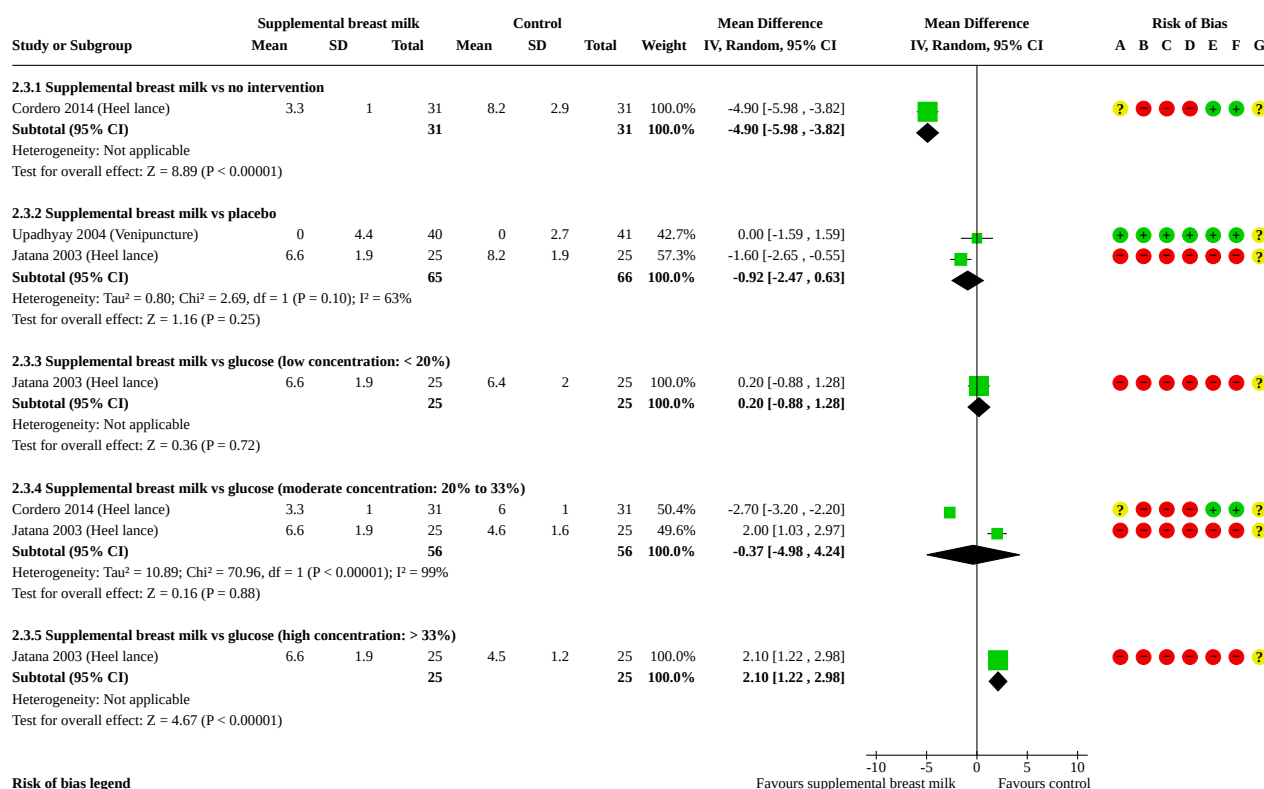 Supplemental breast milk Control Mean Difference Mean Difference Risk of Bias
Study or Subgroup Mean SD Total Mean SD Total Weight IV, Random, 95% CI IV, Random, 95% CI A B C D E F G
2.3.1 Supplemental breast milk vs no intervention
Cordero 2014 (Heel lance) 3.3 1 31 8.2 2.9 31 100.0% -4.90 [-5.98 , -3.82] ? − − − + + ?
Subtotal (95% CI) 31 31 100.0% -4.90 [-5.98 , -3.82]
Heterogeneity: Not applicable
Test for overall effect: Z = 8.89 (P < 0.00001)
2.3.2 Supplemental breast milk vs placebo
Upadhyay 2004 (Venipuncture) 0 4.4 40 0 2.7 41 42.7% 0.00 [-1.59 , 1.59] + + + + + + ?
Jatana 2003 (Heel lance) 6.6 1.9 25 8.2 1.9 25 57.3% -1.60 [-2.65 , -0.55] − − − − − − ?
Subtotal (95% CI) 65 66 100.0% -0.92 [-2.47 , 0.63]
Heterogeneity: Tau² = 0.80; Chi² = 2.69, df = 1 (P = 0.10); I² = 63%
Test for overall effect: Z = 1.16 (P = 0.25)
2.3.3 Supplemental breast milk vs glucose (low concentration: < 20%)
Jatana 2003 (Heel lance) 6.6 1.9 25 6.4 2 25 100.0% 0.20 [-0.88 , 1.28] − − − − − − ?
Subtotal (95% CI) 25 25 100.0% 0.20 [-0.88 , 1.28]
Heterogeneity: Not applicable
Test for overall effect: Z = 0.36 (P = 0.72)
2.3.4 Supplemental breast milk vs glucose (moderate concentration: 20% to 33%)
Cordero 2014 (Heel lance) 3.3 1 31 6 1 31 50.4% -2.70 [-3.20 , -2.20] ? − − − + + ?
Jatana 2003 (Heel lance) 6.6 1.9 25 4.6 1.6 25 49.6% 2.00 [1.03 , 2.97] − − − − − − ?
Subtotal (95% CI) 56 56 100.0% -0.37 [-4.98 , 4.24]
Heterogeneity: Tau² = 10.89; Chi² = 70.96, df = 1 (P < 0.00001); I² = 99%
Test for overall effect: Z = 0.16 (P = 0.88)
2.3.5 Supplemental breast milk vs glucose (high concentration: > 33%)
Jatana 2003 (Heel lance) 6.6 1.9 25 4.5 1.2 25 100.0% 2.10 [1.22 , 2.98] − − − − − − ?
Subtotal (95% CI) 25 25 100.0% 2.10 [1.22 , 2.98]
Heterogeneity: Not applicable
Test for overall effect: Z = 4.67 (P < 0.00001)
-10 -5 0 5 10
Risk of bias legend Favours supplemental breast milk Favours control